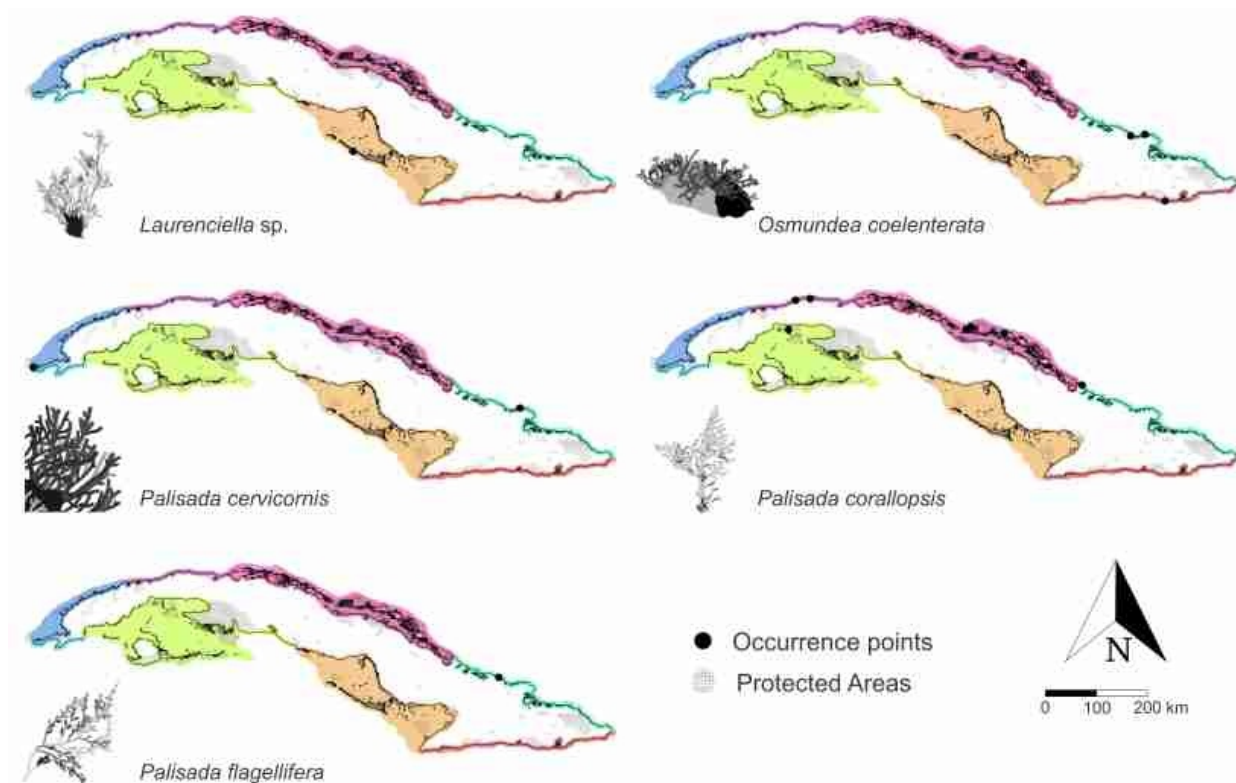 Laurenciella sp.
Osmundea coelenterata
Palisada cervicornis
Palisada corallopsis
Palisada flagellifera
Occurrence points
Protected Areas
N
0 100 200 km